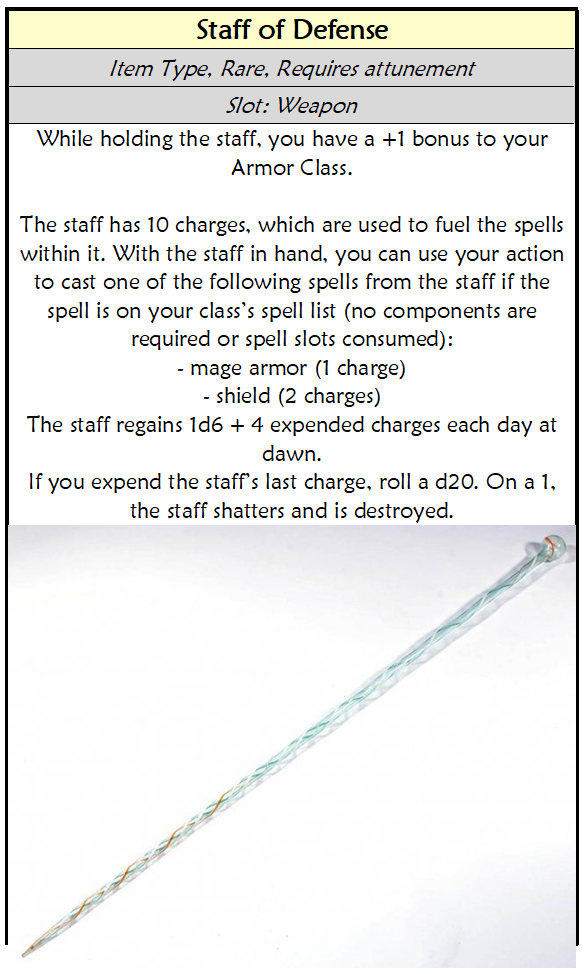 Staff of Defense
Item Type, Rare, Requires attunement
Slot: Weapon
While holding the staff, you have a +1 bonus to your
Armor Class.
The staff has 10 charges, which are used to fuel the spells
within it. With the staff in hand, you can use your action
to cast one of the following spells from the staff if the
spell is on your class’s spell list (no components are
required or spell slots consumed):
- mage armor (1 charge)
- shield (2 charges)
The staff regains 1d6 + 4 expended charges each day at
dawn.
If you expend the staff’s last charge, roll a d20. On a 1,
the staff shatters and is destroyed.